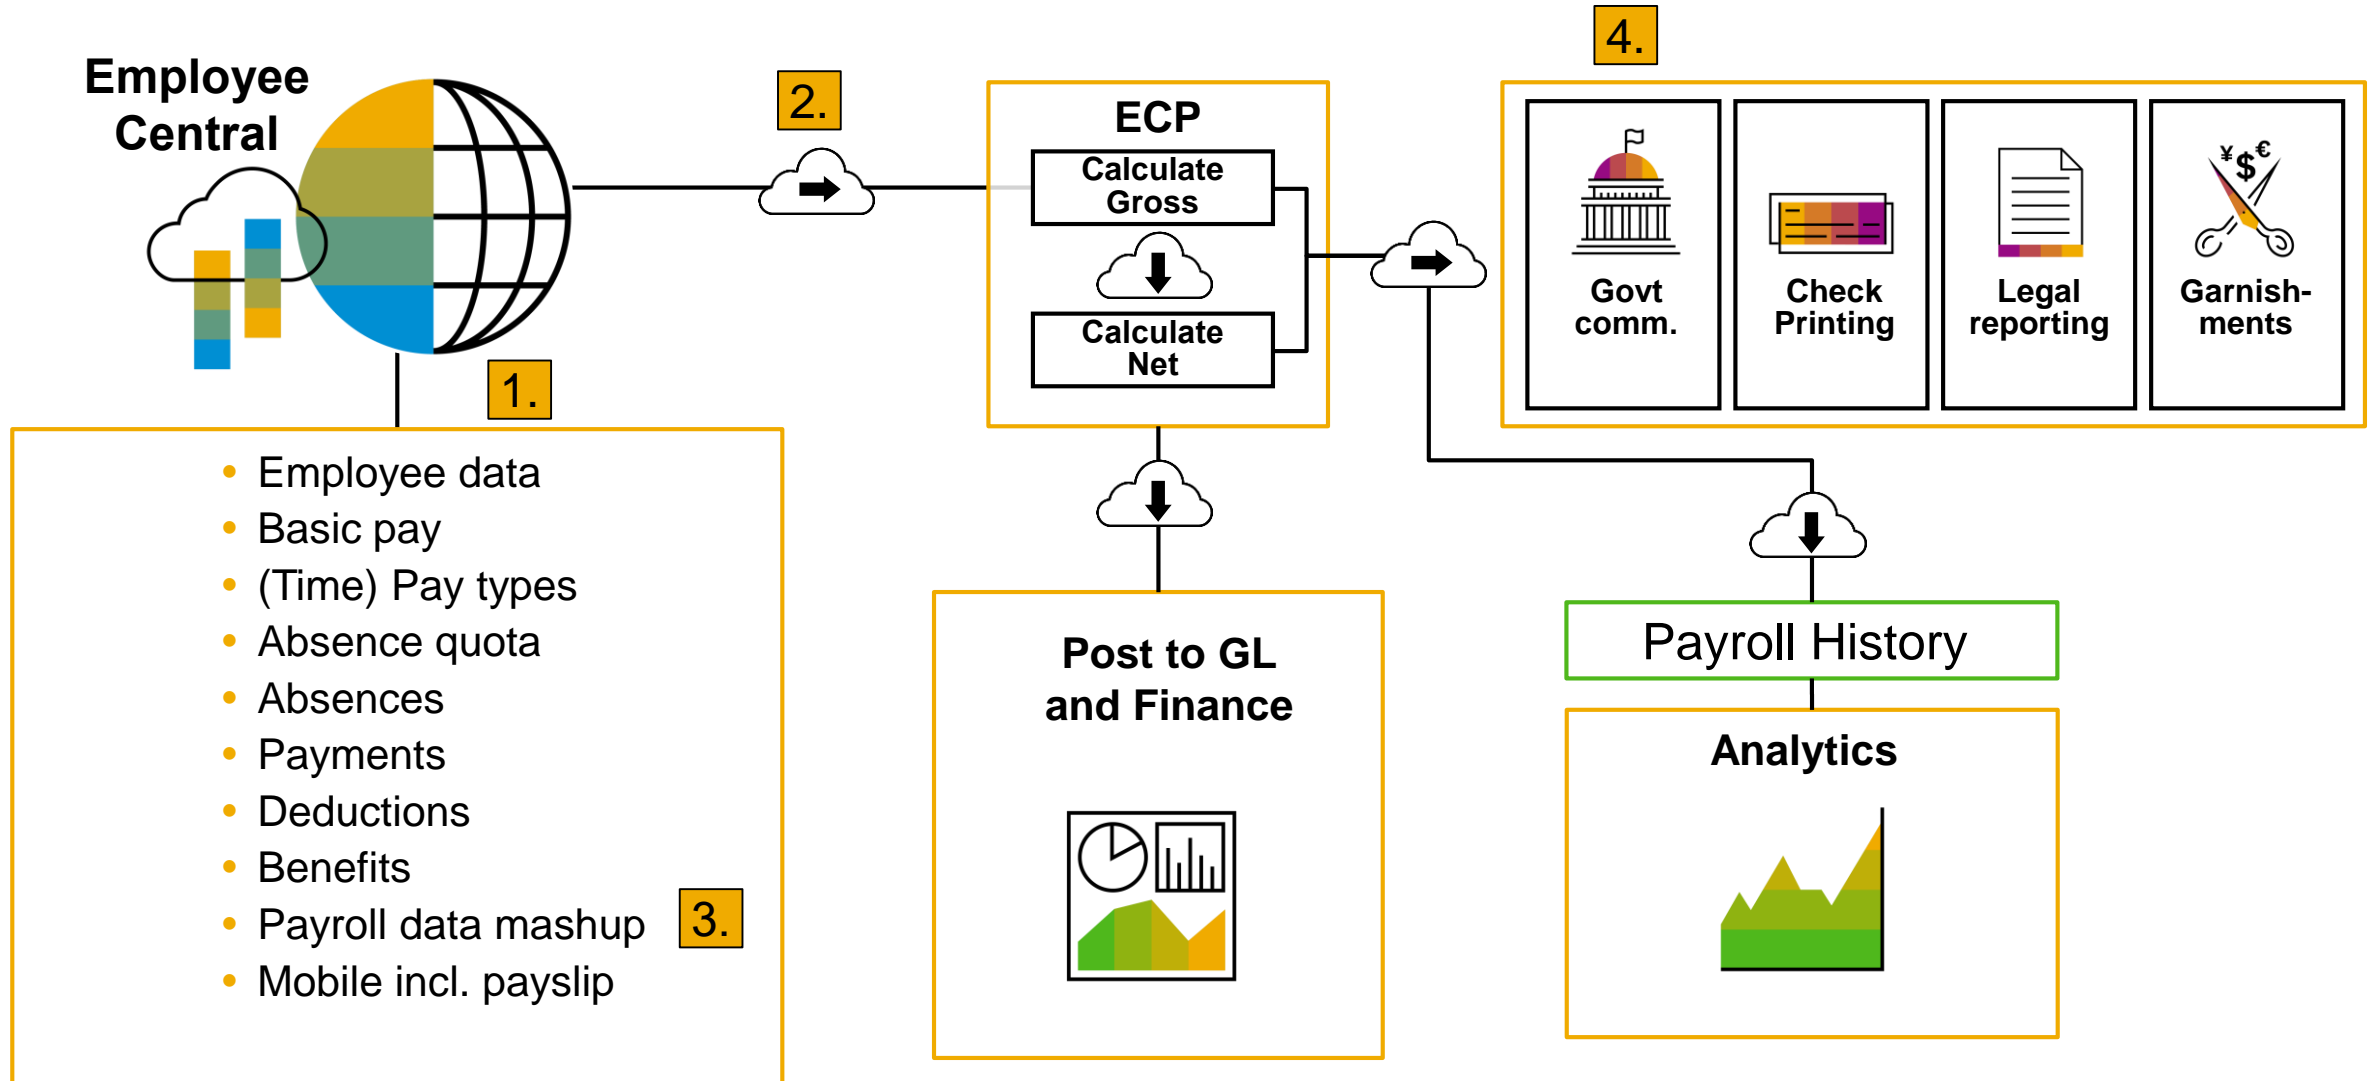 Employee
Central
1.
• Employee data
• Basic pay
• (Time) Pay types
• Absence quota
• Absences
• Payments
• Deductions
• Benefits
• Payroll data mashup
3.
• Mobile incl. payslip
2.
ECP
Calculate
Gross
Calculate
Net
Post to GL
and Finance
4.
Govt
comm.
Check
Printing
Legal
reporting
¥$€
Garnish-
ments
Payroll History
Analytics